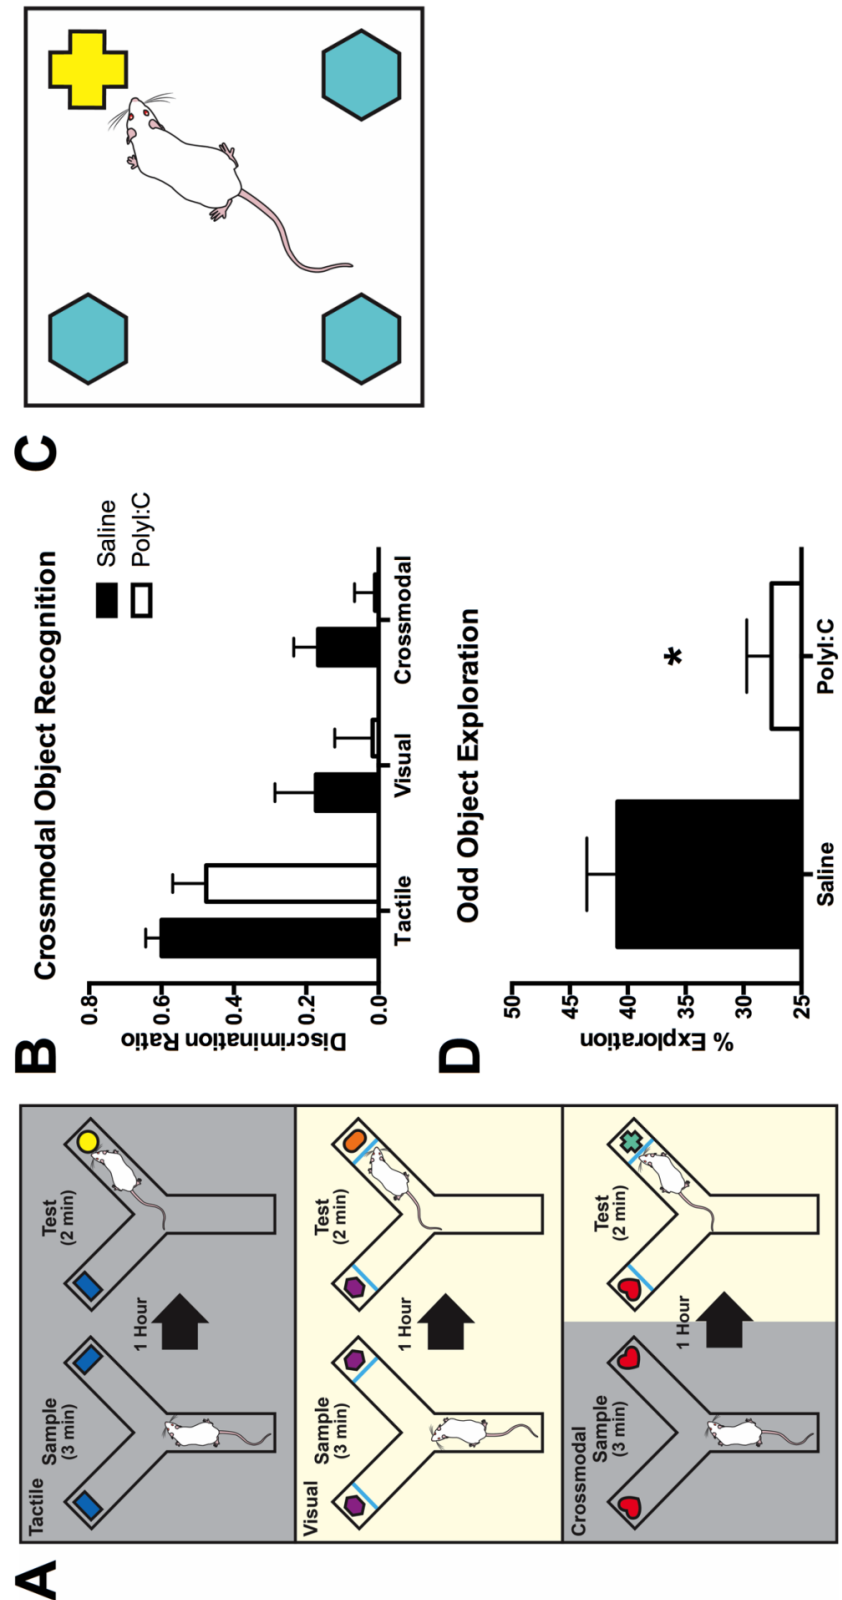 A
Tactile
Sample
(3 min)
1 Hour
Test
(2 min)
Visual
Sample
(3 min)
1 Hour
Test
(2 min)
Crossmodal
Sample
(3 min)
1 Hour
Test
(2 min)
B
Crossmodal Object Recognition
Saline
PolyI:C
Discrimination Ratio
0.8
0.6
0.4
0.2
0.0
Tactile
Visual
Crossmodal
C
D
Odd Object Exploration
% Exploration
50
45
40
35
30
25
*
Saline
PolyI:C